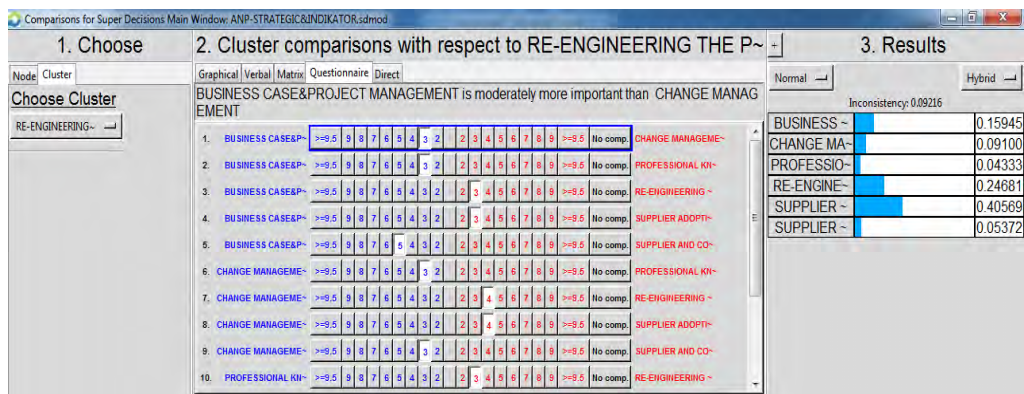 Comparisons for Super Decisions Main Window: ANP-STRATEGIC&INDIKATOR.sdmod
1. Choose
2. Cluster comparisons with respect to RE-ENGINEERING THE P~
+
3. Results
Node Cluster
Graphical Verbal Matrix Questionnaire Direct
Normal
Hybrid
Choose Cluster
RE-ENGINEERING~
BUSINESS CASE&PROJECT MANAGEMENT is moderately more important than CHANGE MANAG
EMENT
Inconsistency: 0.09216
1. BUSINESS CASE&P~ >=9.5 9 8 7 6 5 4 3 2 2 3 4 5 6 7 8 9 >=9.5 No comp. CHANGE MANAGEME~
2. BUSINESS CASE&P~ >=9.5 9 8 7 6 5 4 3 2 2 3 4 5 6 7 8 9 >=9.5 No comp. PROFESSIONAL KN~
3. BUSINESS CASE&P~ >=9.5 9 8 7 6 5 4 3 2 2 3 4 5 6 7 8 9 >=9.5 No comp. RE-ENGINEERING ~
4. BUSINESS CASE&P~ >=9.5 9 8 7 6 5 4 3 2 2 3 4 5 6 7 8 9 >=9.5 No comp. SUPPLIER ADOPTI~
5. BUSINESS CASE&P~ >=9.5 9 8 7 6 5 4 3 2 2 3 4 5 6 7 8 9 >=9.5 No comp. SUPPLIER AND CO~
6. CHANGE MANAGEME~ >=9.5 9 8 7 6 5 4 3 2 2 3 4 5 6 7 8 9 >=9.5 No comp. PROFESSIONAL KN~
7. CHANGE MANAGEME~ >=9.5 9 8 7 6 5 4 3 2 2 3 4 5 6 7 8 9 >=9.5 No comp. RE-ENGINEERING ~
8. CHANGE MANAGEME~ >=9.5 9 8 7 6 5 4 3 2 2 3 4 5 6 7 8 9 >=9.5 No comp. SUPPLIER ADOPTI~
9. CHANGE MANAGEME~ >=9.5 9 8 7 6 5 4 3 2 2 3 4 5 6 7 8 9 >=9.5 No comp. SUPPLIER AND CO~
10. PROFESSIONAL KN~ >=9.5 9 8 7 6 5 4 3 2 2 3 4 5 6 7 8 9 >=9.5 No comp. RE-ENGINEERING ~
BUSINESS ~ 0.15945
CHANGE MA~ 0.09100
PROFESSIO~ 0.04333
RE-ENGINE~ 0.24681
SUPPLIER ~ 0.40569
SUPPLIER ~ 0.05372